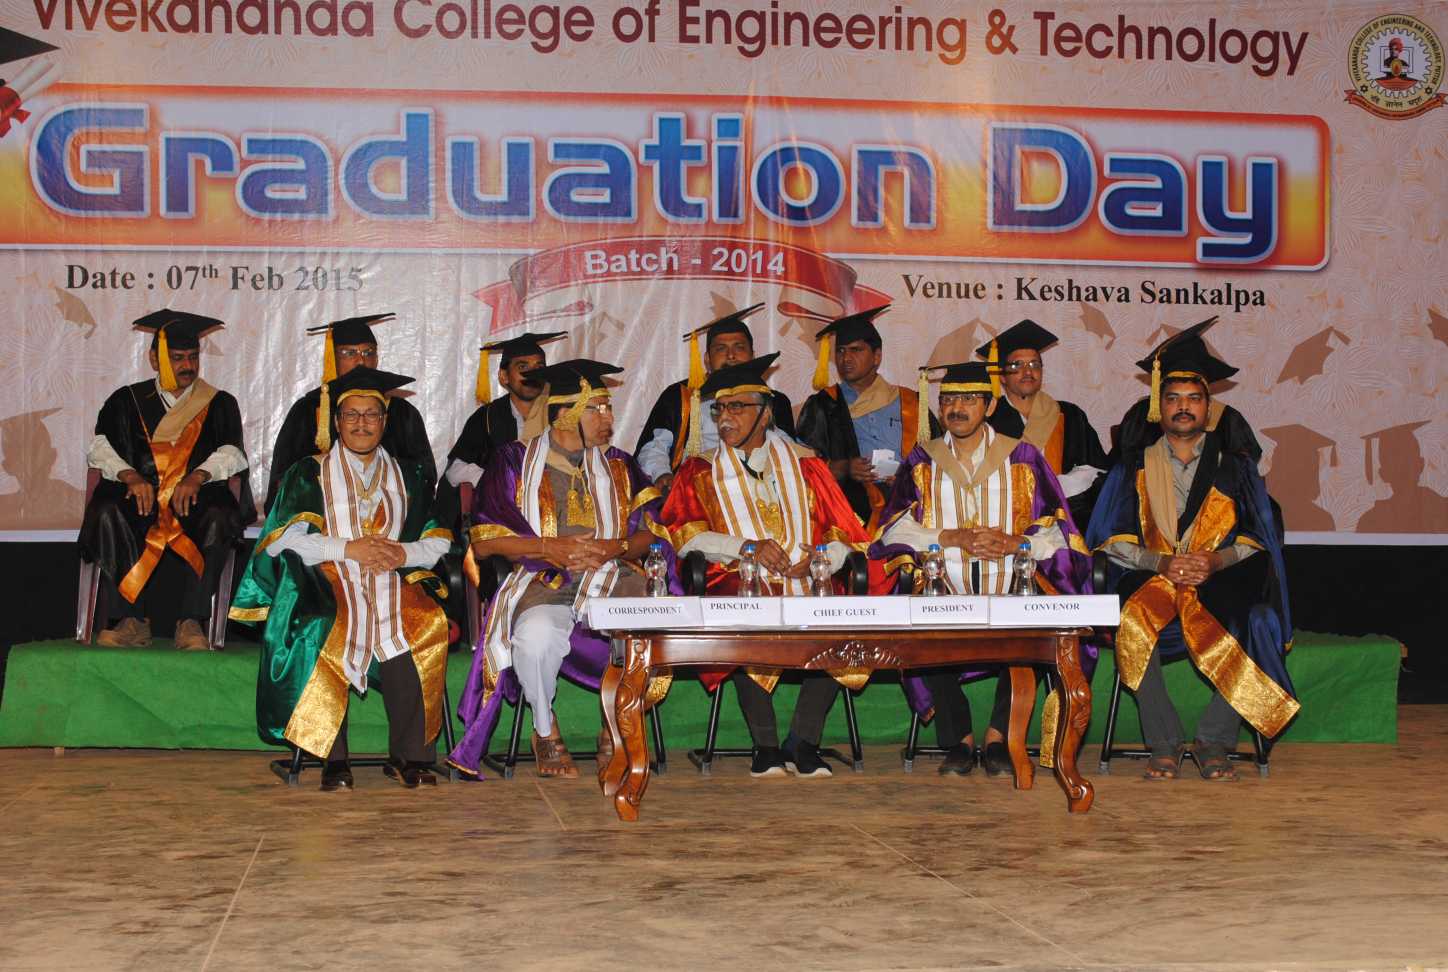 Vivekananda College of Engineering & Technology
Graduation Day
Batch - 2014
Date : 07th Feb 2015
Venue : Keshava Sankalpa
CORRESPONDENT
PRINCIPAL
CHIEF GUEST
PRESIDENT
CONVENOR